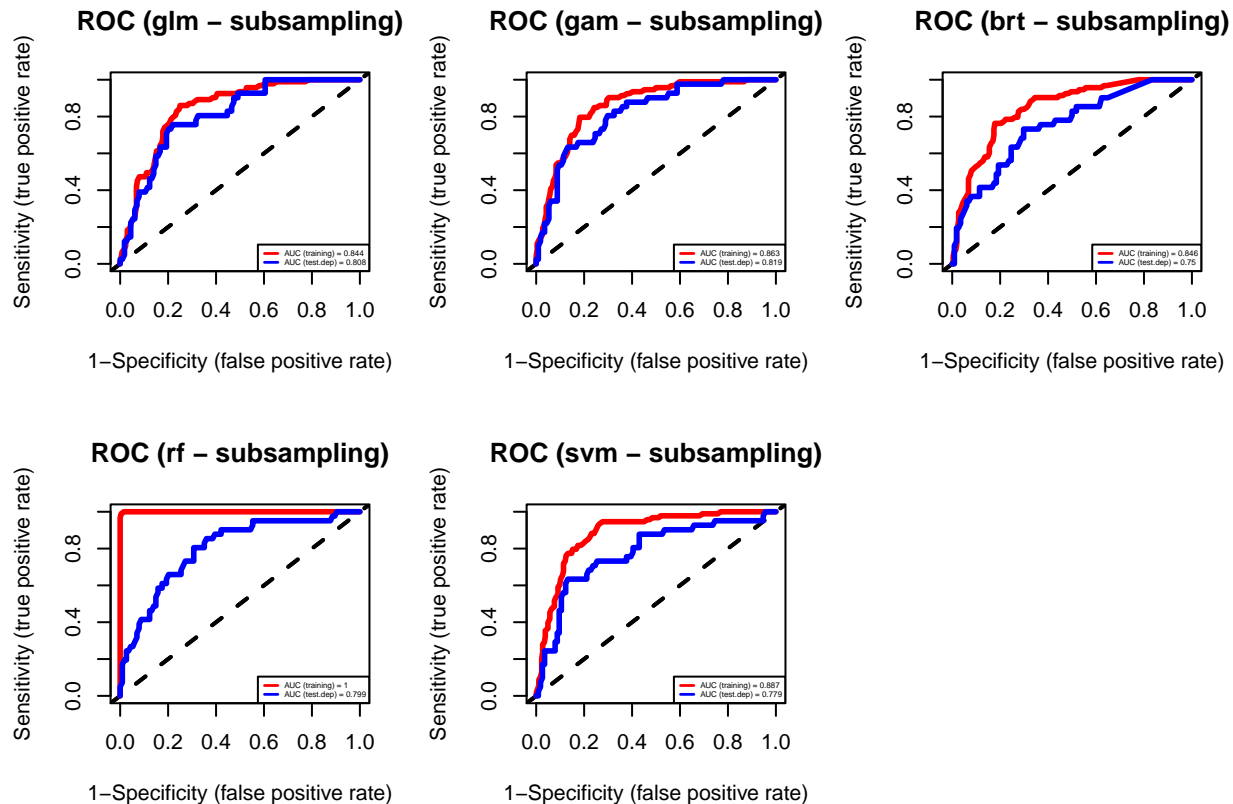 ROC (glm − subsampling)
Sensitivity (true positive rate)
0.0 0.4 0.8
AUC (training) = 0.844
AUC (test.dep) = 0.808
0.0 0.2 0.4 0.6 0.8 1.0
1−Specificity (false positive rate)
ROC (gam − subsampling)
Sensitivity (true positive rate)
0.0 0.4 0.8
AUC (training) = 0.863
AUC (test.dep) = 0.819
0.0 0.2 0.4 0.6 0.8 1.0
1−Specificity (false positive rate)
ROC (brt − subsampling)
Sensitivity (true positive rate)
0.0 0.4 0.8
AUC (training) = 0.846
AUC (test.dep) = 0.75
0.0 0.2 0.4 0.6 0.8 1.0
1−Specificity (false positive rate)
ROC (rf − subsampling)
Sensitivity (true positive rate)
0.0 0.4 0.8
AUC (training) = 1
AUC (test.dep) = 0.799
0.0 0.2 0.4 0.6 0.8 1.0
1−Specificity (false positive rate)
ROC (svm − subsampling)
Sensitivity (true positive rate)
0.0 0.4 0.8
AUC (training) = 0.887
AUC (test.dep) = 0.779
0.0 0.2 0.4 0.6 0.8 1.0
1−Specificity (false positive rate)